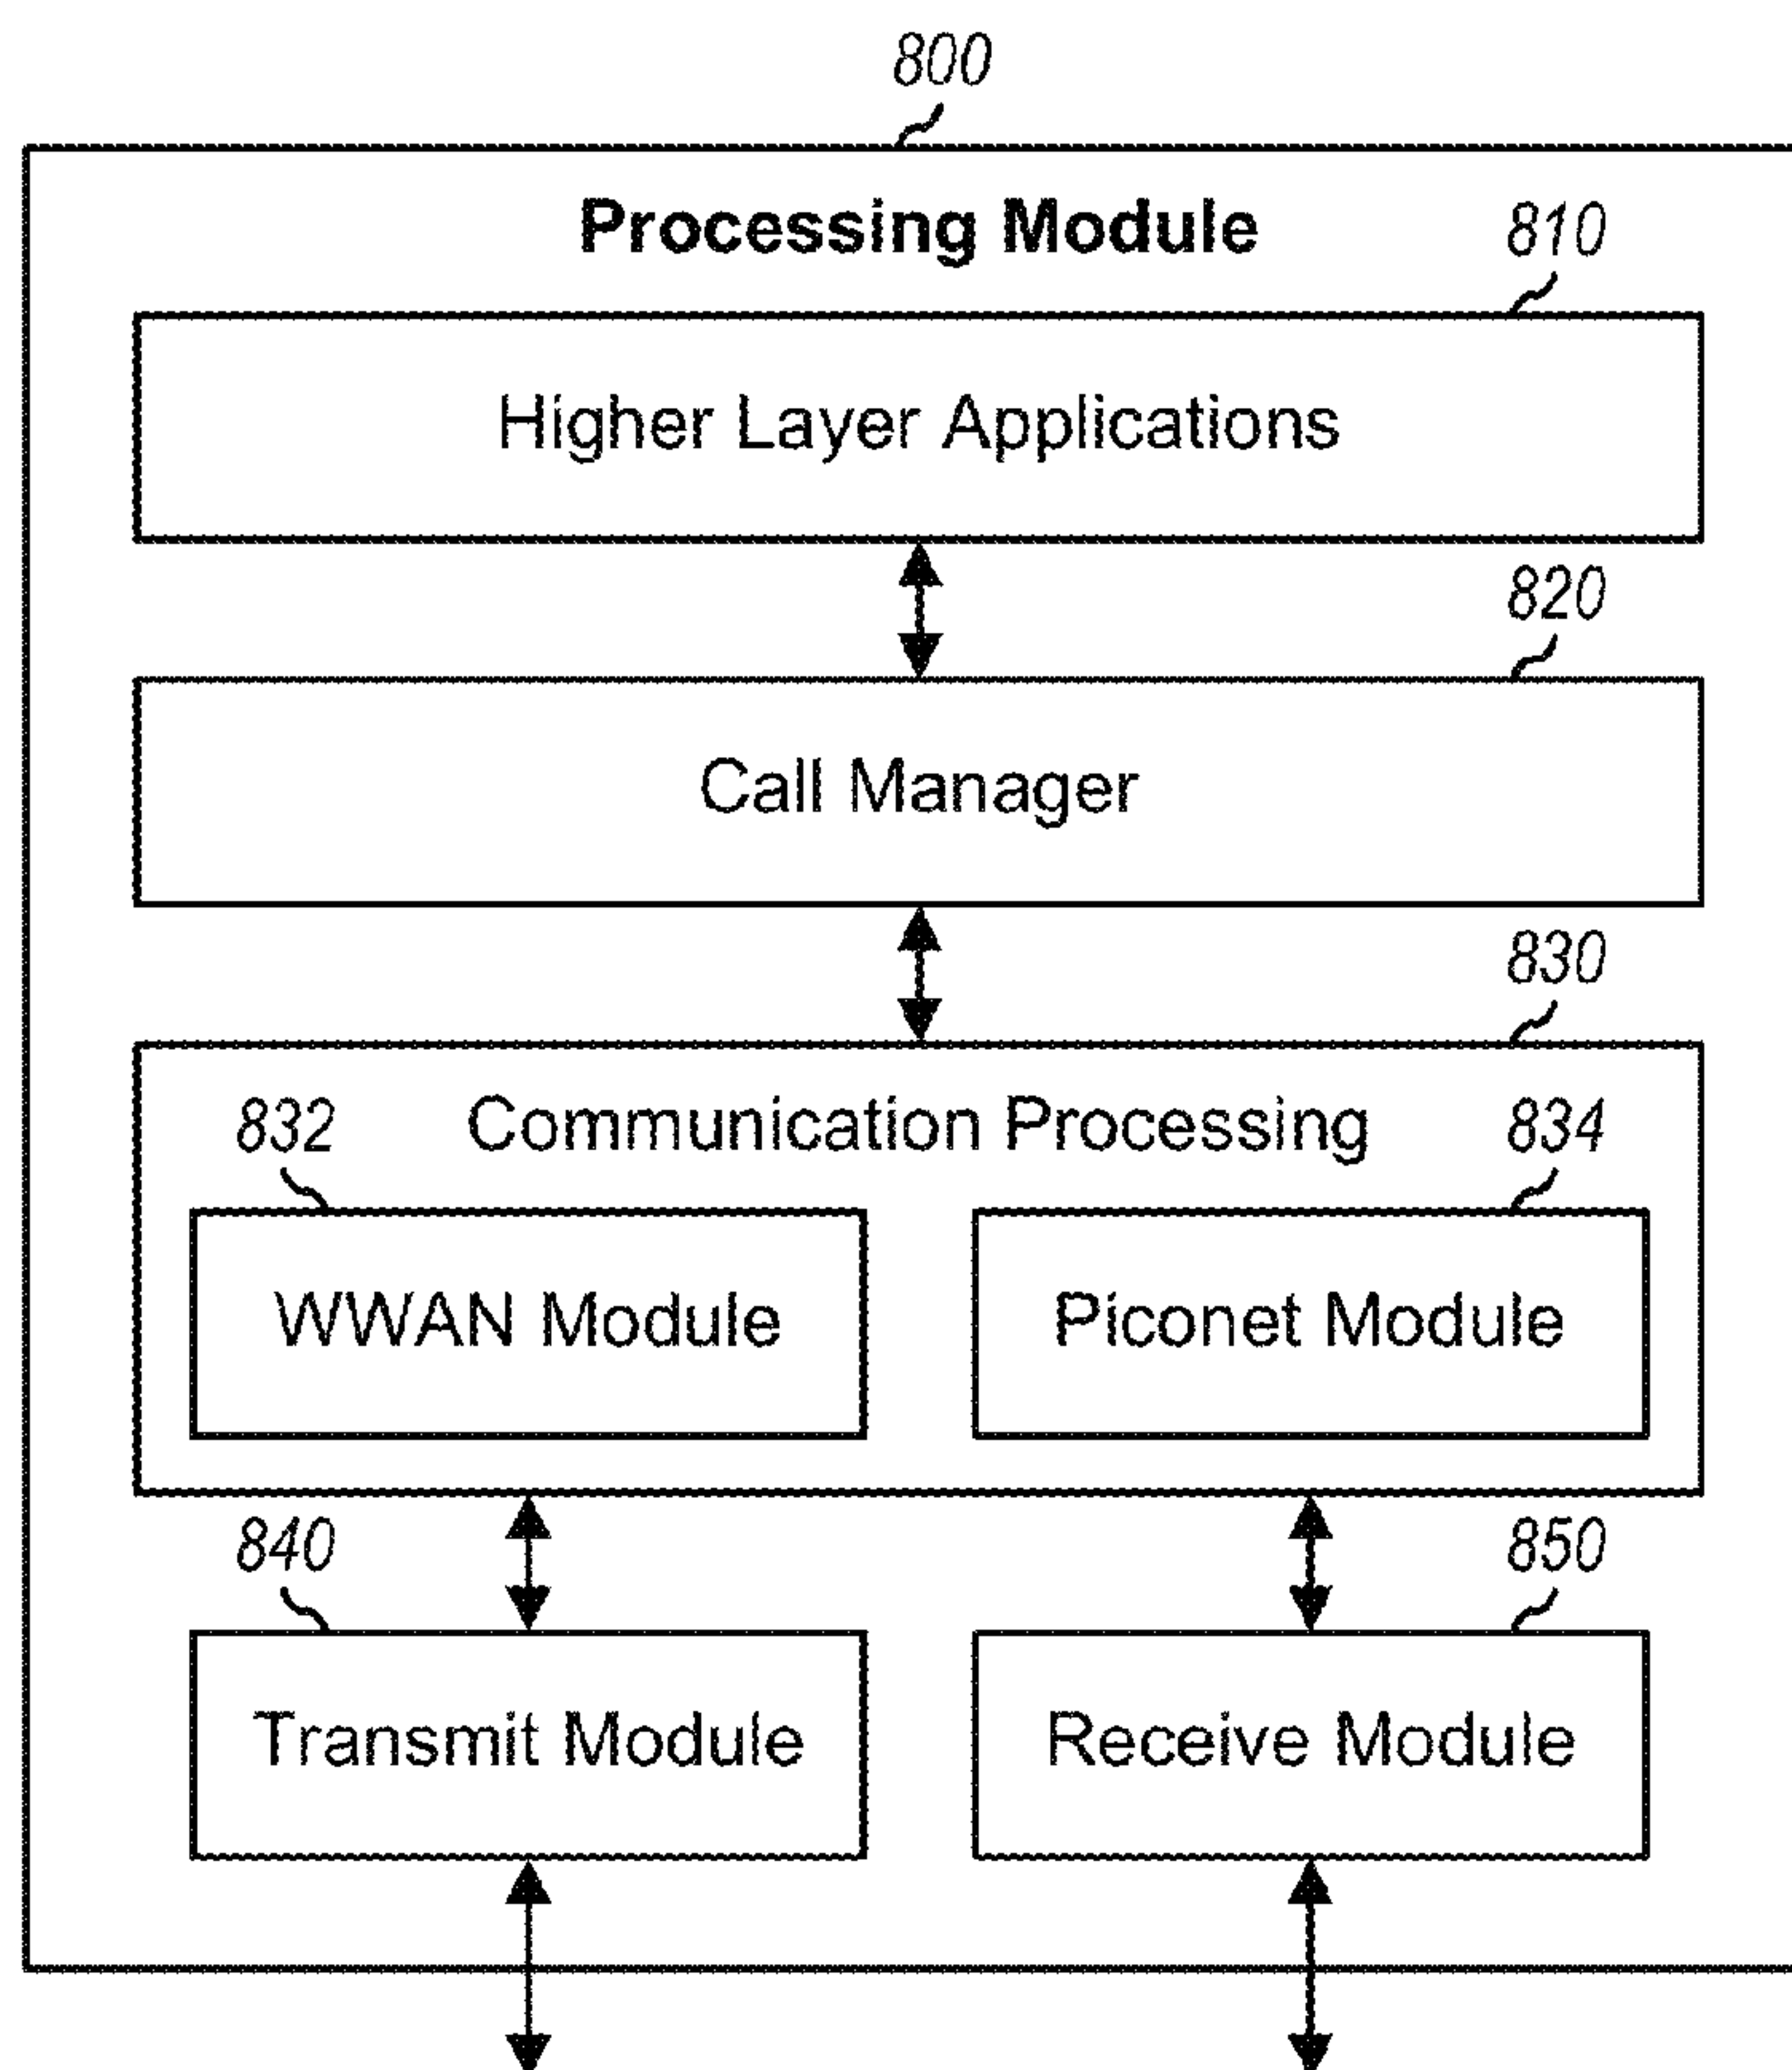 800
Processing Module
810
Higher Layer Applications
820
Call Manager
830
832 Communication Processing 834
WWAN Module Piconet Module
840 850
Transmit Module Receive Module